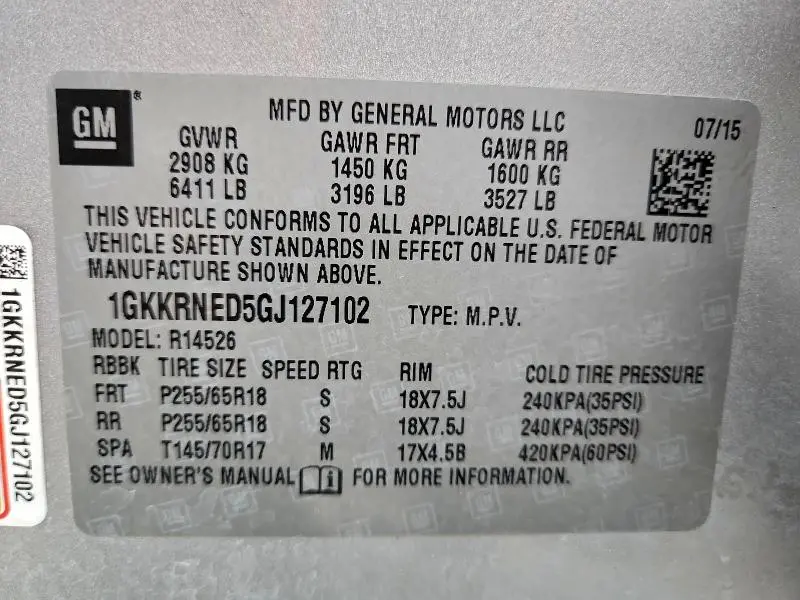 GM®
MFD BY GENERAL MOTORS LLC
07/15
GVWR GAWR FRT GAWR RR
2908 KG 1450 KG 1600 KG
6411 LB 3196 LB 3527 LB
THIS VEHICLE CONFORMS TO ALL APPLICABLE U.S. FEDERAL MOTOR
VEHICLE SAFETY STANDARDS IN EFFECT ON THE DATE OF
MANUFACTURE SHOWN ABOVE.
1GKKRNED5GJ127102 TYPE: M.P.V.
MODEL: R14526
RBBK TIRE SIZE SPEED RTG RIM COLD TIRE PRESSURE
FRT P255/65R18 S 18X7.5J 240KPA(35PSI)
RR P255/65R18 S 18X7.5J 240KPA(35PSI)
SPA T145/70R17 M 17X4.5B 420KPA(60PSI)
SEE OWNER'S MANUAL i FOR MORE INFORMATION.
1GKKRNED5GJ127102